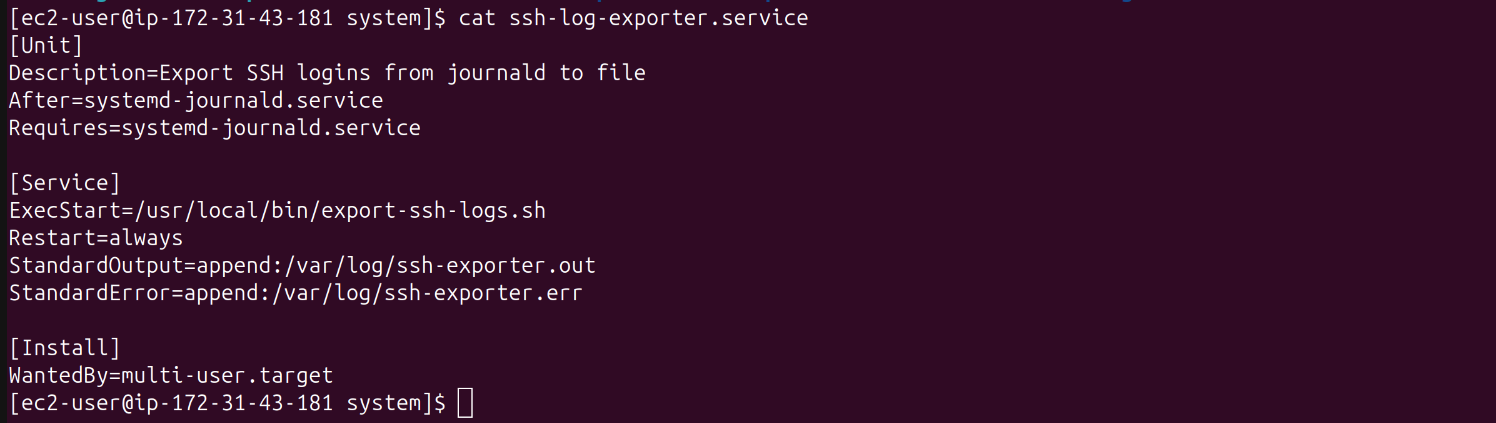 [ec2-user@ip-172-31-43-181 system]$ cat ssh-log-exporter.service
[Unit]
Description=Export SSH logins from journald to file
After=systemd-journald.service
Requires=systemd-journald.service

[Service]
ExecStart=/usr/local/bin/export-ssh-logs.sh
Restart=always
StandardOutput=append:/var/log/ssh-exporter.out
StandardError=append:/var/log/ssh-exporter.err

[Install]
WantedBy=multi-user.target
[ec2-user@ip-172-31-43-181 system]$